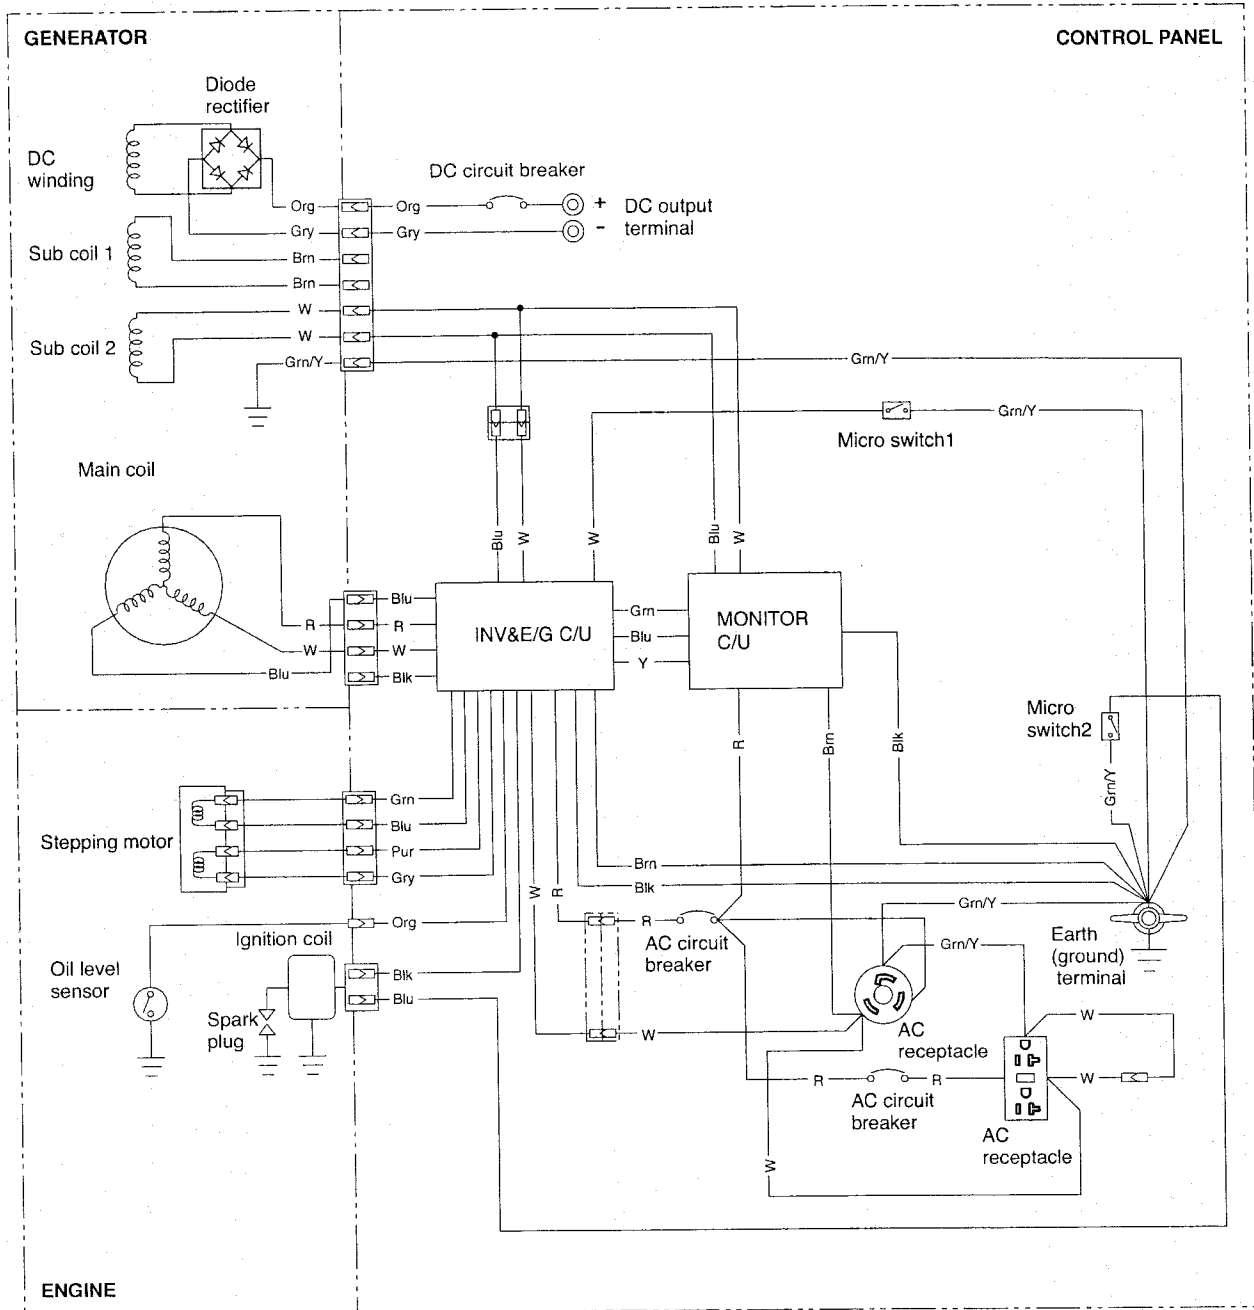 GENERATOR
CONTROL PANEL
Diode
rectifier
DC
winding
DC circuit breaker
Org
Org
+
DC output
terminal
Gry
Gry
-
Sub coil 1
Brn
Brn
W
W
Sub coil 2
Grn/Y
Grn/Y
Grn/Y
Micro switch1
Main coil
Blu
W
W
Blu
W
Blu
R
R
W
W
Blu
Blk
INV&E/G C/U
Grn
Blu
Y
MONITOR
C/U
Micro
switch2
R
Brn
Blk
Grn/Y
Stepping motor
Grn
Blu
Pur
Gry
Brn
Blk
W
R
Grn/Y
Org
R
AC circuit
breaker
Grn/Y
Earth
(ground)
terminal
Ignition coil
Oil level
sensor
Blk
Blu
Spark
plug
W
AC
receptacle
W
W
R
R
AC circuit
breaker
AC
receptacle
W
ENGINE